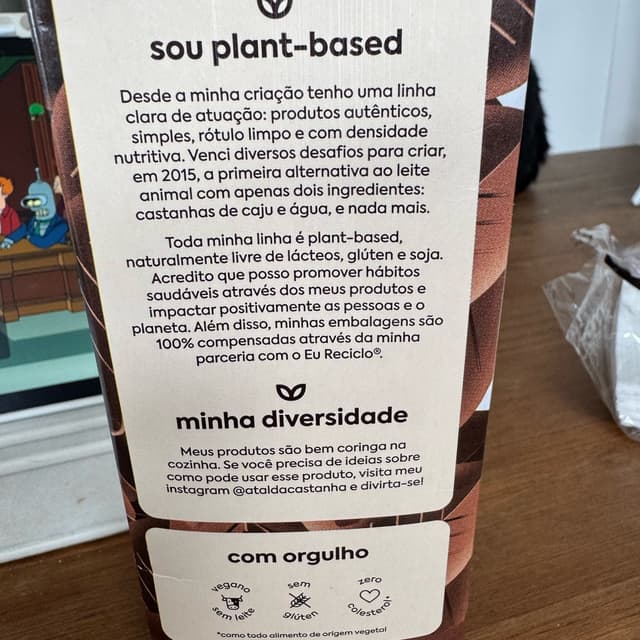 sou plant-based
Desde a minha criação tenho uma linha
clara de atuação: produtos autênticos,
simples, rótulo limpo e com densidade
nutritiva. Venci diversos desafios para criar,
em 2015, a primeira alternativa ao leite
animal com apenas dois ingredientes:
castanhas de caju e água, e nada mais.
Toda minha linha é plant-based,
naturalmente livre de lácteos, glúten e soja.
Acredito que posso promover hábitos
saudáveis através dos meus produtos e
impactar positivamente as pessoas e o
planeta. Além disso, minhas embalagens são
100% compensadas através da minha
parceria com o Eu Reciclo®.
minha diversidade
Meus produtos são bem coringa na
cozinha. Se você precisa de ideias sobre
como pode usar esse produto, visita meu
instagram @ataldacastanha e divirta-se!
com orgulho
vegano
sem leite
sem
glúten
zero
colesterol*
*como todo alimento de origem vegetal